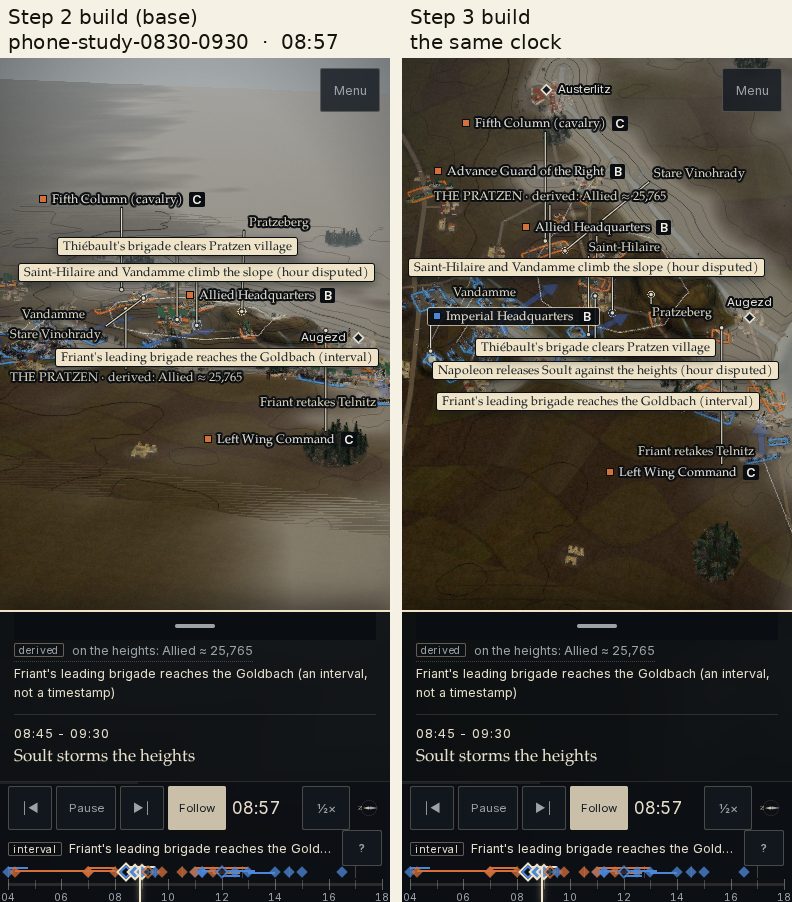 Step 2 build (base)
phone-study-0830-0930 · 08:57
Menu
Fifth Column (cavalry) C
Pratzeberg
Thiébault's brigade clears Pratzen village
Saint-Hilaire and Vandamme climb the slope (hour disputed)
Allied Headquarters B
Vandamme
Stare Vinohrady
Augezd
Friant's leading brigade reaches the Goldbach (interval)
THE PRATZEN · derived: Allied ≈ 25,765
Friant retakes Telnitz
Left Wing Command C
derived on the heights: Allied ≈ 25,765
Friant's leading brigade reaches the Goldbach (an interval,
not a timestamp)
08:45 - 09:30
Soult storms the heights
Pause
Follow
08:57
½×
interval Friant's leading brigade reaches the Gold...
?
04 06 08 10 12 14 16 18
Step 3 build
the same clock
Menu
Austerlitz
Fifth Column (cavalry) C
Advance Guard of the Right B
Stare Vinohrady
THE PRATZEN · derived: Allied ≈ 25,765
Allied Headquarters B
Saint-Hilaire
Saint-Hilaire and Vandamme climb the slope (hour disputed)
Vandamme
Augezd
Imperial Headquarters B
Pratzeberg
Thiébault's brigade clears Pratzen village
Napoleon releases Soult against the heights (hour disputed)
Friant's leading brigade reaches the Goldbach (interval)
Friant retakes Telnitz
Left Wing Command C
derived on the heights: Allied ≈ 25,765
Friant's leading brigade reaches the Goldbach (an interval,
not a timestamp)
08:45 - 09:30
Soult storms the heights
Pause
Follow
08:57
½×
interval Friant's leading brigade reaches the Gold...
?
04 06 08 10 12 14 16 18